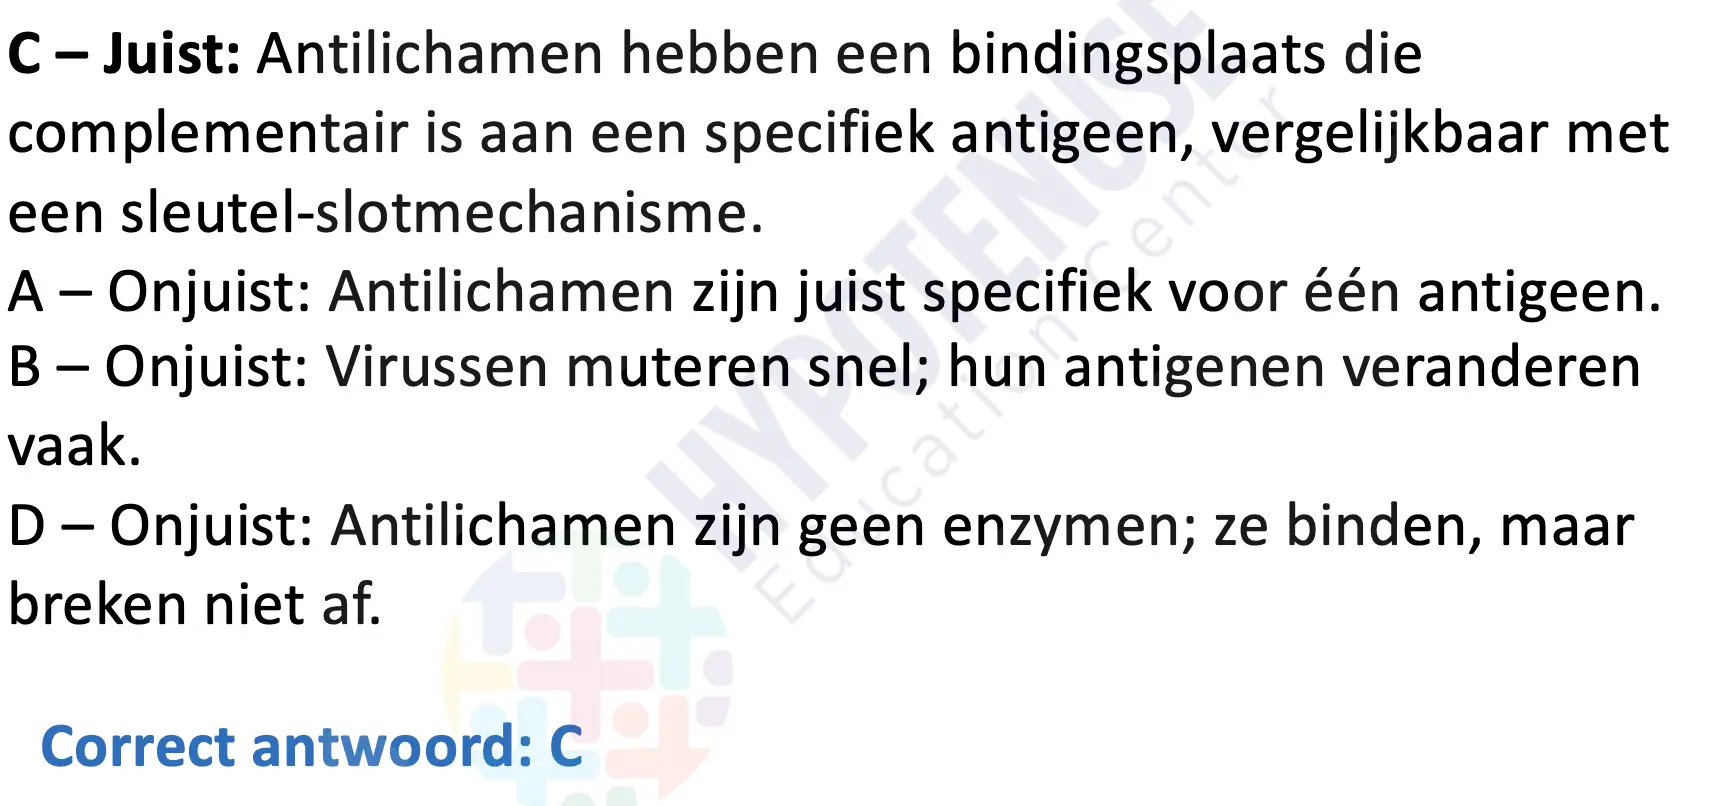 C – Juist: Antilichamen hebben een bindingsplaats die
complementair is aan een specifiek antigeen, vergelijkbaar met
een sleutel-slotmechanisme.
A – Onjuist: Antilichamen zijn juist specifiek voor één antigeen.
B – Onjuist: Virussen muteren snel; hun antigenen veranderen
vaak.
D – Onjuist: Antilichamen zijn geen enzymen; ze binden, maar
breken niet af.
Correct antwoord: C
HYPOTENUSE
Education Center